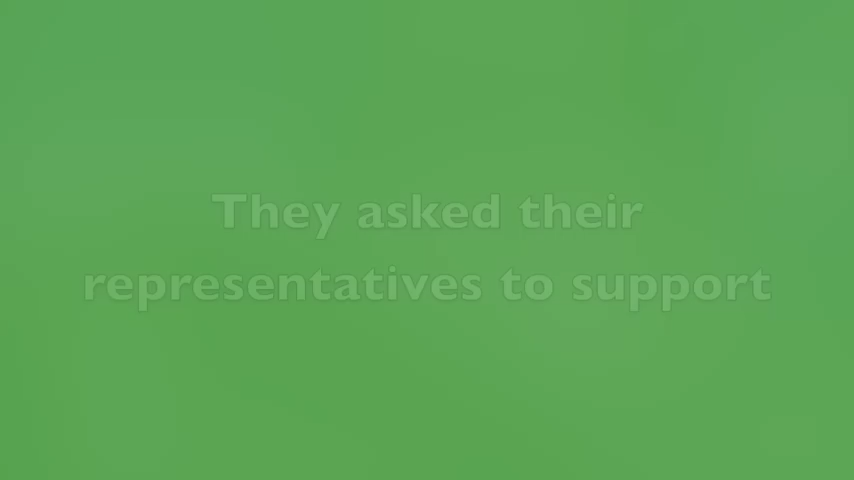 They asked their
representatives to support